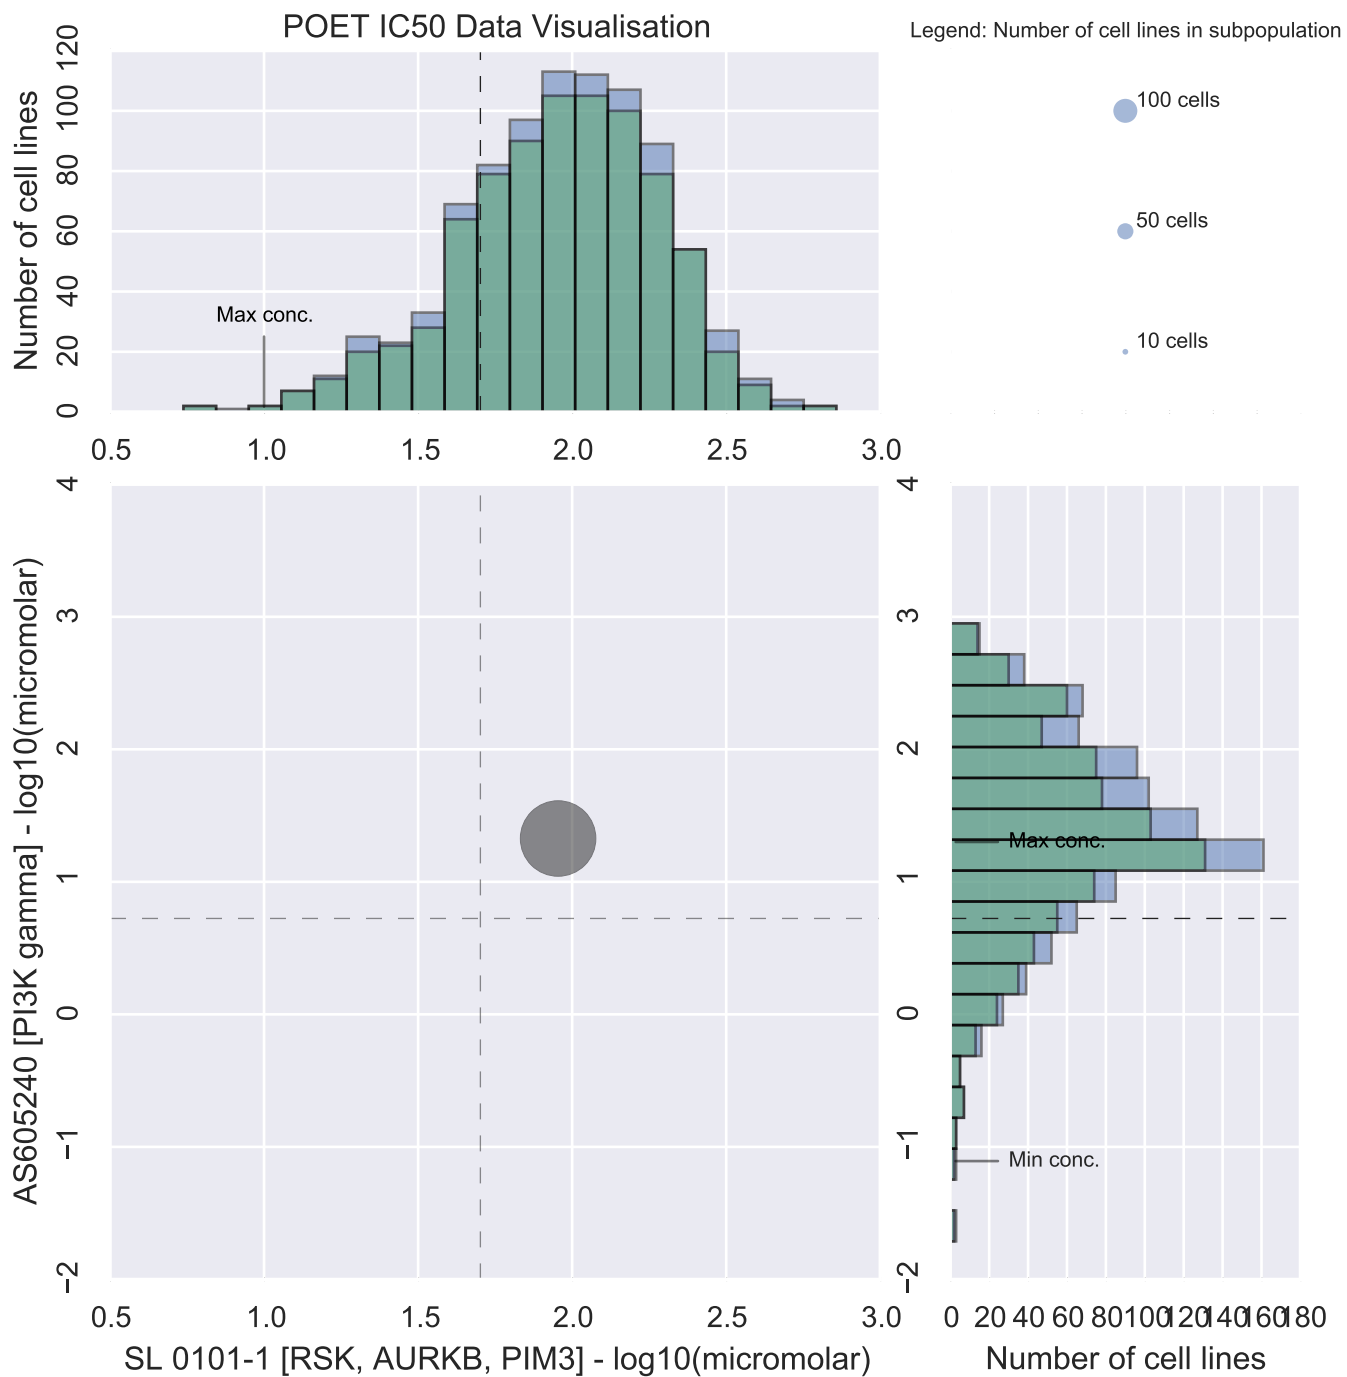 POET IC50 Data Visualisation
Legend: Number of cell lines in subpopulation
Number of cell lines
120
100
80
60
40
20
0
Max conc.
0.5 1.0 1.5 2.0 2.5 3.0
100 cells
50 cells
10 cells
AS605240 [PI3K gamma] - log10(micromolar)
4
3
2
1
0
−1
−2
0.5 1.0 1.5 2.0 2.5 3.0
SL 0101-1 [RSK, AURKB, PIM3] - log10(micromolar)
4
3
2
1
0
−1
−2
Max conc.
Min conc.
0 20 40 60 80 100 120 140 160 180
Number of cell lines